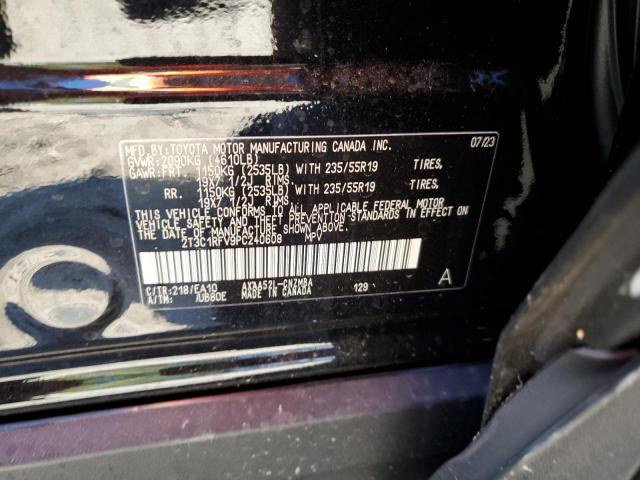 MFD.BY:TOYOTA MOTOR MANUFACTURING CANADA INC. 07/23
GVWR:2090KG (4610LB)
GAWR:FRT. 1150KG (2535LB) WITH 235/55R19 TIRES,
19X7 1/2J RIMS
RR. 1150KG (2535LB) WITH 235/55R19 TIRES,
19X7 1/2J RIMS
THIS VEHICLE CONFORMS TO ALL APPLICABLE FEDERAL MOTOR
VEHICLE SAFETY AND THEFT PREVENTION STANDARDS IN EFFECT ON
THE DATE OF MANUFACTURE SHOWN ABOVE.
2T3C1RFV9PC240608 MPV
C/TR:218/EA10 AXAA52L-CNZMBA 129 A
A/TM: /UB80E MADE IN CANADA